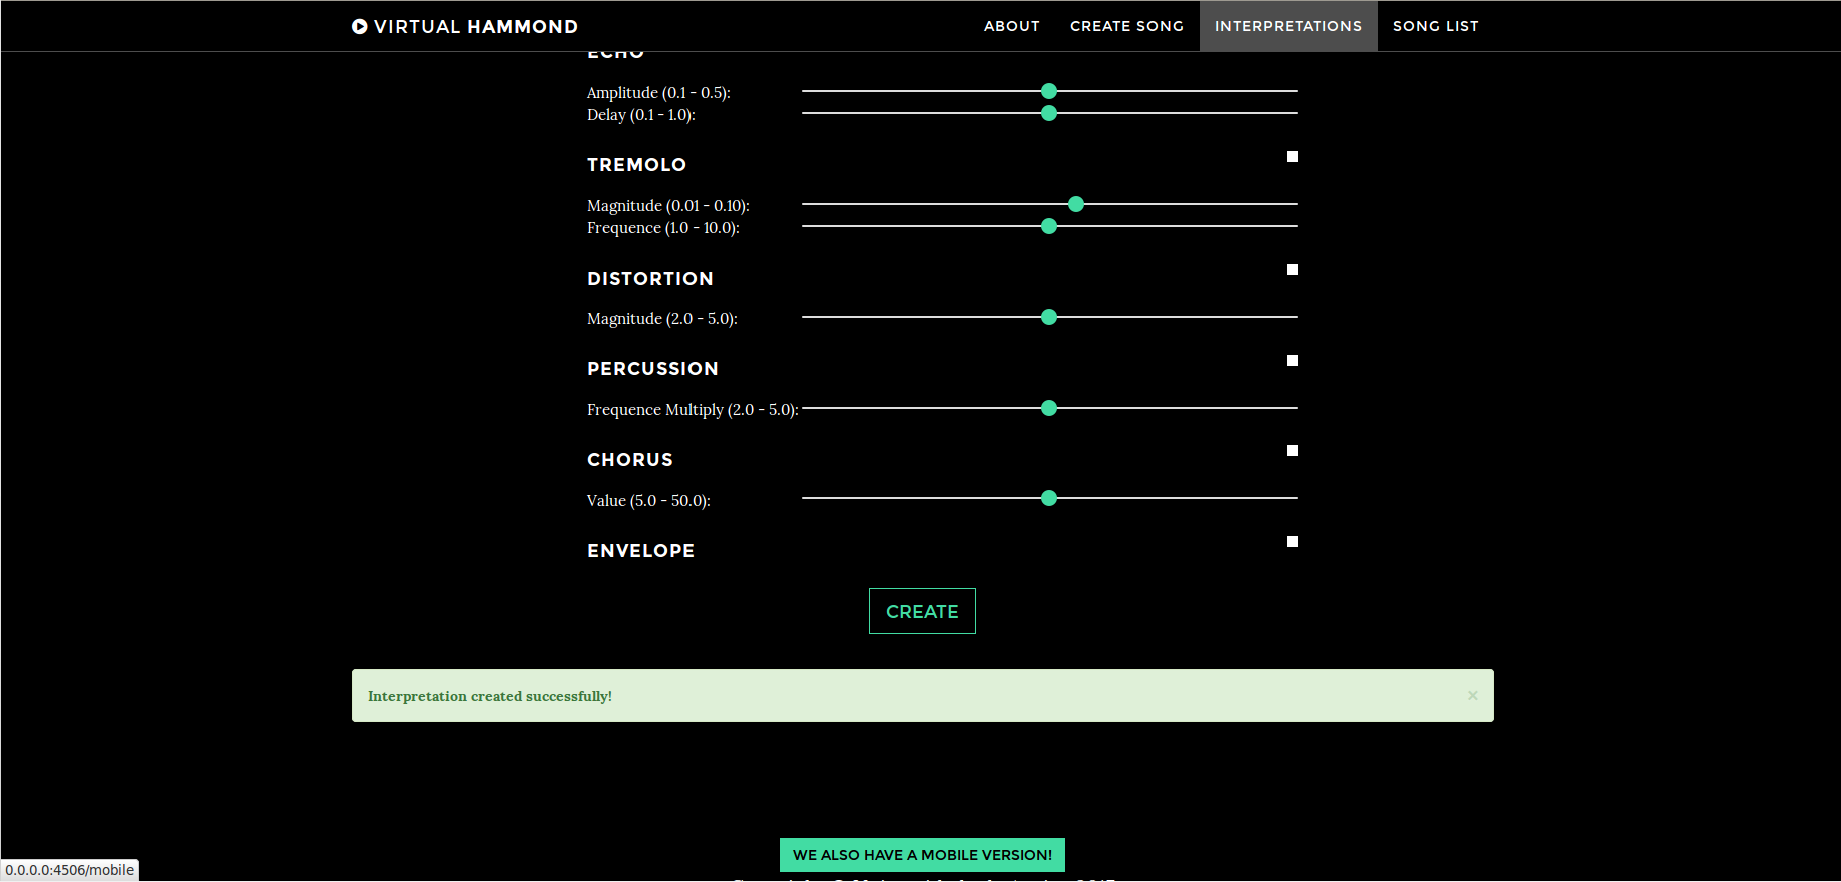 VIRTUAL HAMMOND
ABOUT
CREATE SONG
INTERPRETATIONS
SONG LIST
ECHO
Amplitude (0.1 - 0.5):
Delay (0.1 - 1.0):
TREMOLO
Magnitude (0.01 - 0.10):
Frequence (1.0 - 10.0):
DISTORTION
Magnitude (2.0 - 5.0):
PERCUSSION
Frequence Multiply (2.0 - 5.0):
CHORUS
Value (5.0 - 50.0):
ENVELOPE
CREATE
Interpretation created successfully!
×
WE ALSO HAVE A MOBILE VERSION!
0.0.0.0:4506/mobile